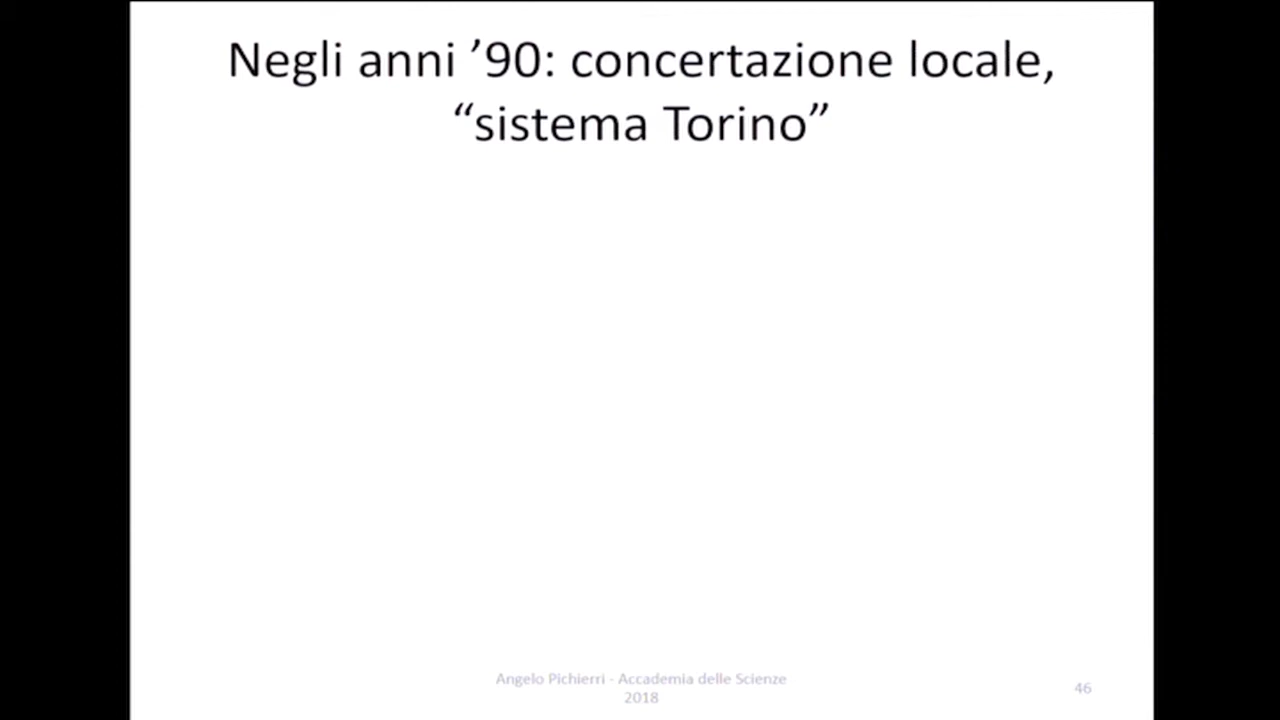 Negli anni ’90: concertazione locale,
“sistema Torino”
Angelo Pichierri - Accademia delle Scienze
2018
46